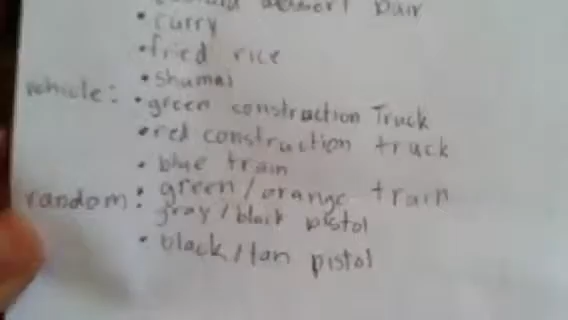 pair
• curry
• fried rice
• shumai
vehicle: • green construction Truck
• red construction truck
• blue train
• green/orange train
random: gray/black pistol
• black/tan pistol